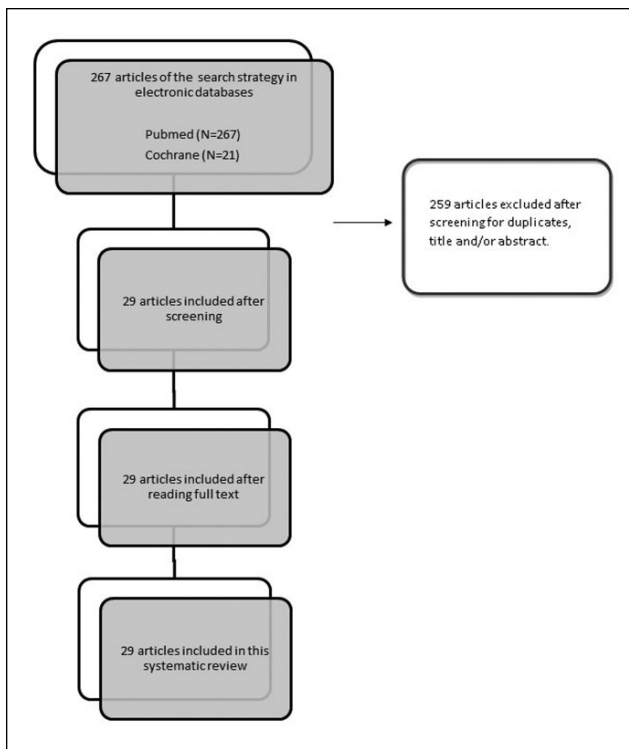 267 articles of the search strategy in
electronic databases
Pubmed (N=267)
Cochrane (N=21)
259 articles excluded after
screening for duplicates,
title and/or abstract.
29 articles included after
screening
29 articles included after
reading full text
29 articles included in this
systematic review